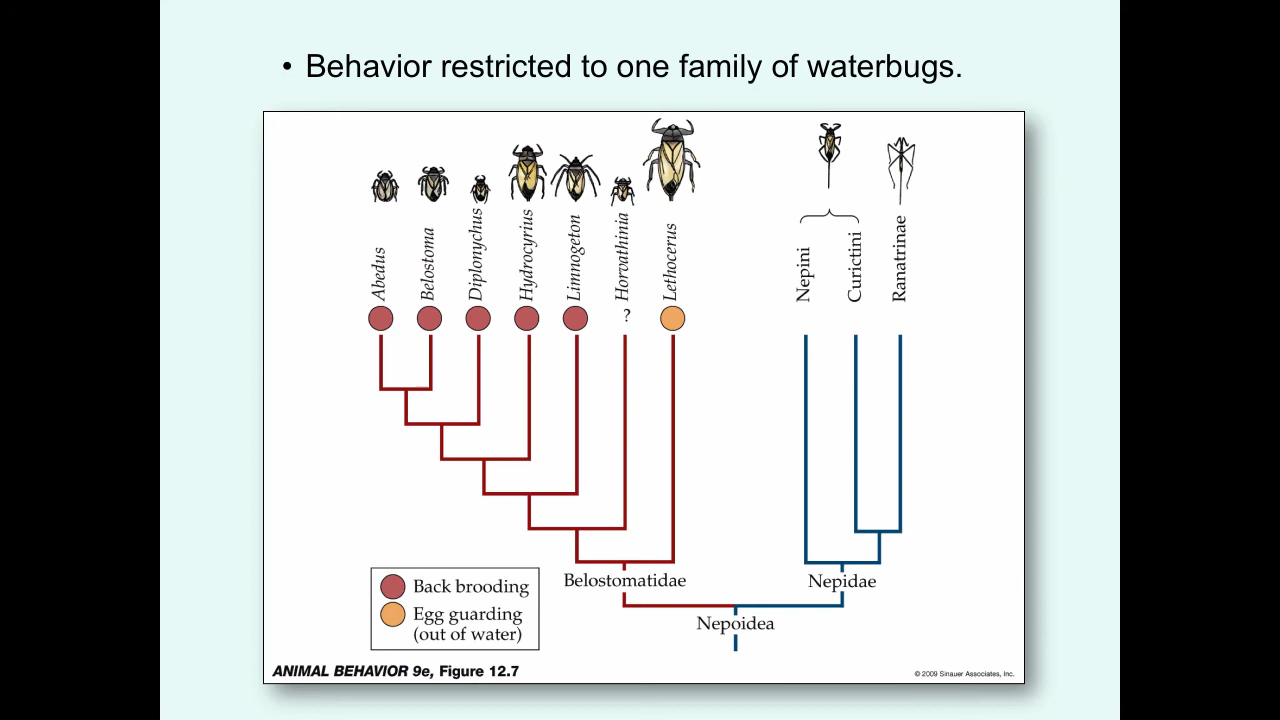 • Behavior restricted to one family of waterbugs.
Abedus
Belostoma
Diplonychus
Hydrocyrius
Limnogeton
Horvathinia
Lethocerus
Nepini
Curictini
Ranatrinae
?
Belostomatidae
Nepidae
Nepoidea
Back brooding
Egg guarding
(out of water)
ANIMAL BEHAVIOR 9e, Figure 12.7
© 2009 Sinauer Associates, Inc.